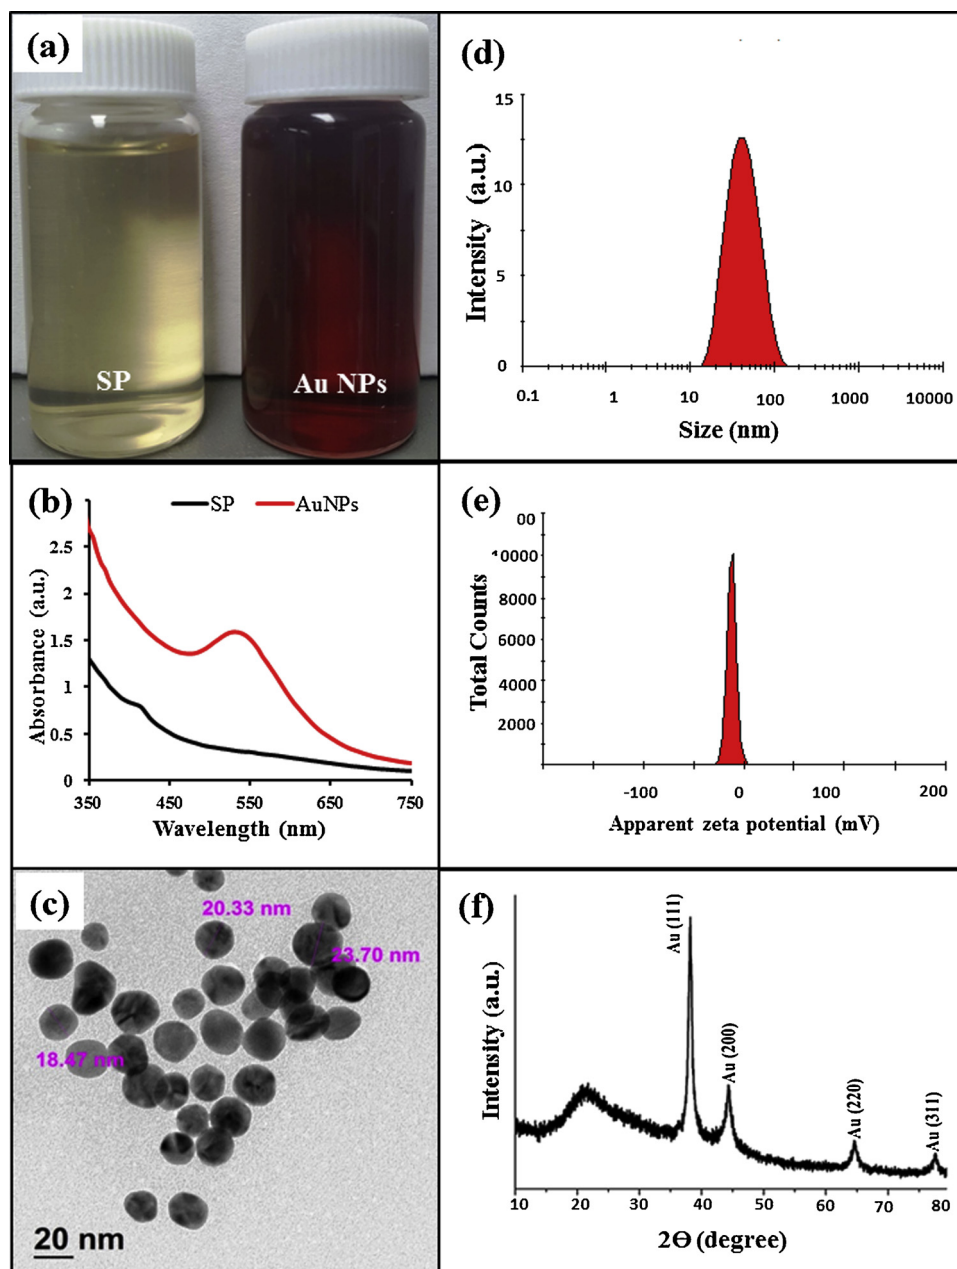 (a)
SP
Au NPs
(b)
SP
AuNPs
Absorbance (a.u.)
2.5
2
1.5
1
0.5
0
350
450
550
650
750
Wavelength (nm)
(c)
20.33 nm
23.70 nm
18.47 nm
20 nm
(d)
Intensity (a.u.)
15
10
5
0
0.1
1
10
100
1000
10000
Size (nm)
(e)
Total Counts
00
0000
8000
6000
4000
2000
-100
0
100
200
Apparent zeta potential (mV)
(f)
Intensity (a.u.)
Au (111)
Au (200)
Au (220)
Au (311)
10
20
30
40
50
60
70
80
2Θ (degree)